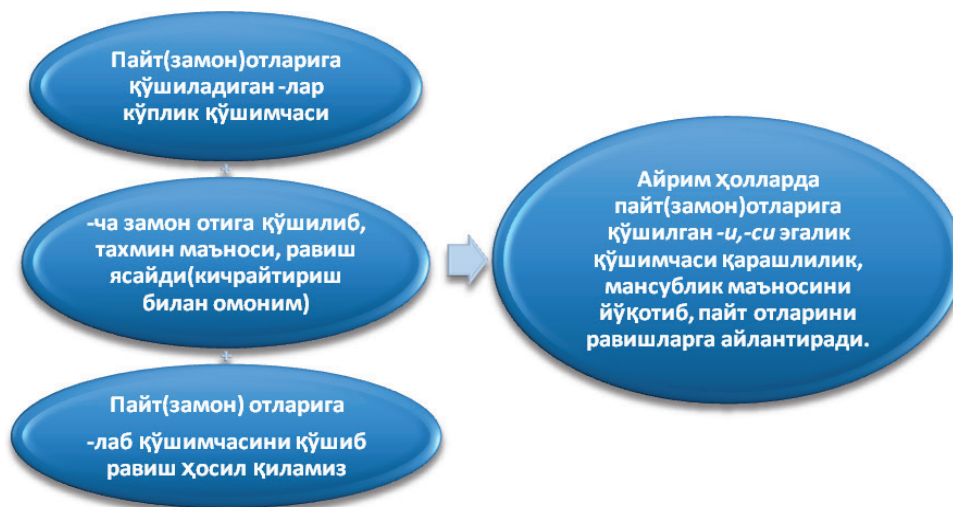 Пайт(замон)отларига
қўшиладиган -лар
кўплик қўшимчаси
+
-ча замон отига қўшилиб,
тахмин маъноси, равиш
ясайди(кичрайтириш
билан омоним)
+
Пайт(замон) отларига
-лаб қўшимчасини қўшиб
равиш ҳосил қиламиз
Айрим ҳолларда
пайт(замон)отларига
қўшилган -и,-си эгалик
қўшимчаси қарашлилик,
мансублик маъносини
йўқотиб, пайт отларини
равишларга айлантиради.